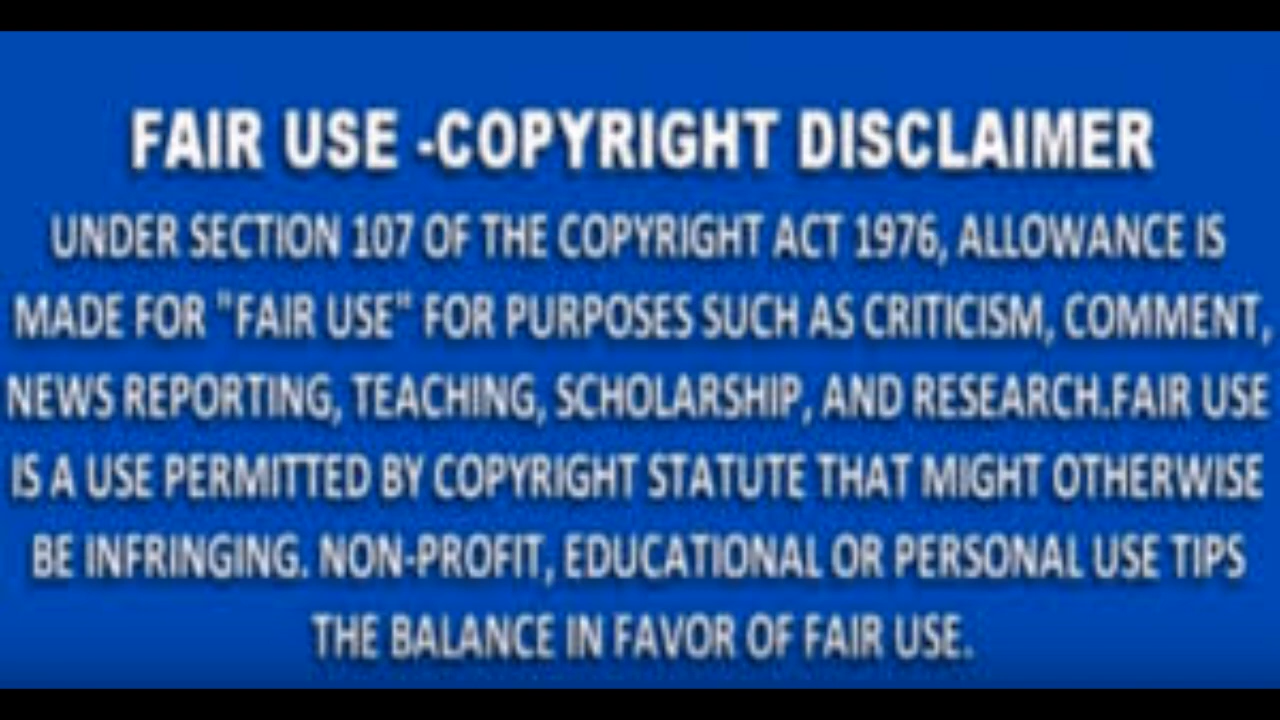 FAIR USE -COPYRIGHT DISCLAIMER
UNDER SECTION 107 OF THE COPYRIGHT ACT 1976, ALLOWANCE IS
MADE FOR "FAIR USE" FOR PURPOSES SUCH AS CRITICISM, COMMENT,
NEWS REPORTING, TEACHING, SCHOLARSHIP, AND RESEARCH.FAIR USE
IS A USE PERMITTED BY COPYRIGHT STATUTE THAT MIGHT OTHERWISE
BE INFRINGING. NON-PROFIT, EDUCATIONAL OR PERSONAL USE TIPS
THE BALANCE IN FAVOR OF FAIR USE.